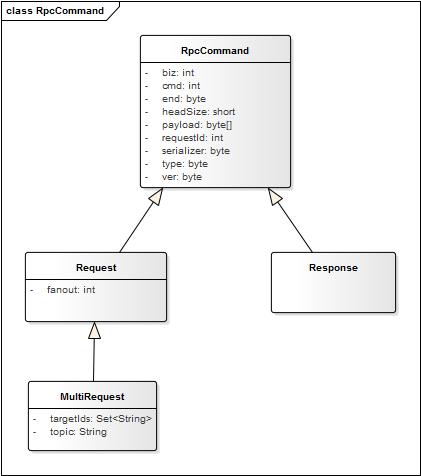 class RpcCommand
RpcCommand
- biz: int
- cmd: int
- end: byte
- headSize: short
- payload: byte[]
- requestId: int
- serializer: byte
- type: byte
- ver: byte
Request
- fanout: int
Response
MultiRequest
- targetIds: Set<String>
- topic: String